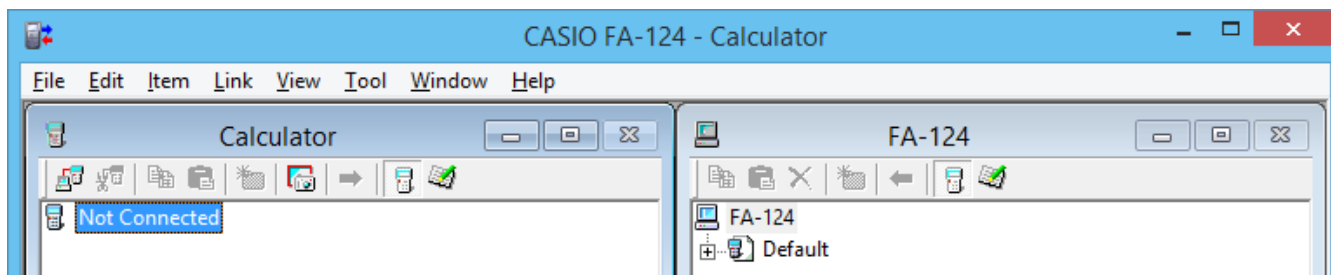 CASIO FA-124 - Calculator
File Edit Item Link View Tool Window Help
Calculator
FA-124
Not Connected
FA-124
Default